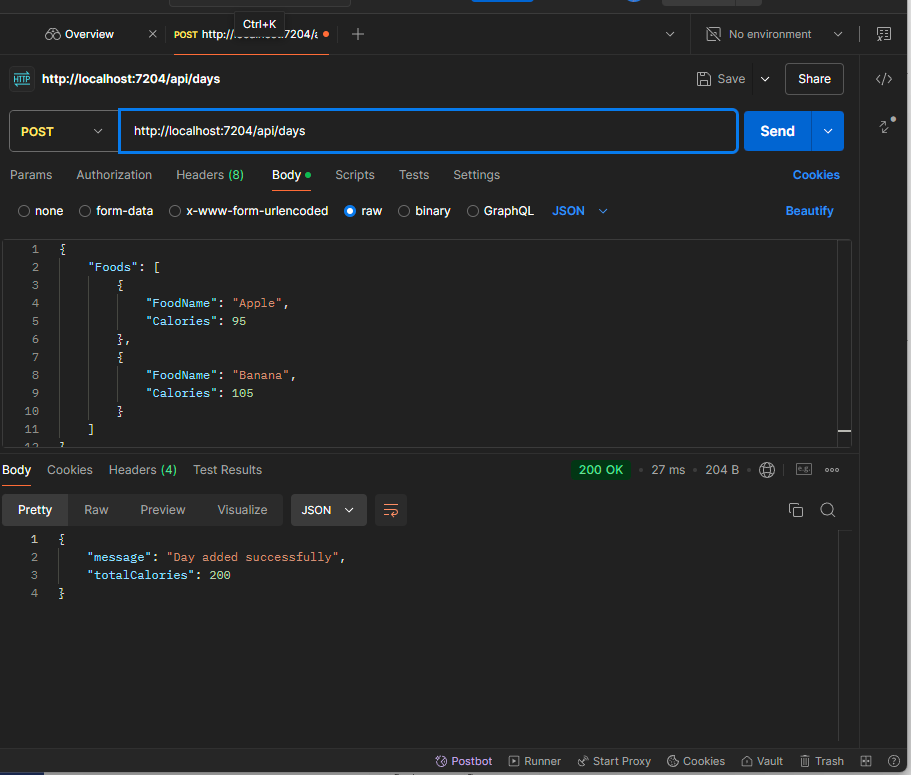 Ctrl+K
Overview
POST http://localhost:7204/a
No environment
HTTP http://localhost:7204/api/days
Save
Share
POST
http://localhost:7204/api/days
Send
Params Authorization Headers (8) Body Scripts Tests Settings Cookies
none form-data x-www-form-urlencoded raw binary GraphQL JSON Beautify
1 {
2 "Foods": [
3 {
4 "FoodName": "Apple",
5 "Calories": 95
6 },
7 {
8 "FoodName": "Banana",
9 "Calories": 105
10 }
11 ]
12 }
Body Cookies Headers (4) Test Results 200 OK • 27 ms • 204 B •
Pretty Raw Preview Visualize JSON
1 {
2 "message": "Day added successfully",
3 "totalCalories": 200
4 }
Postbot Runner Start Proxy Cookies Vault Trash